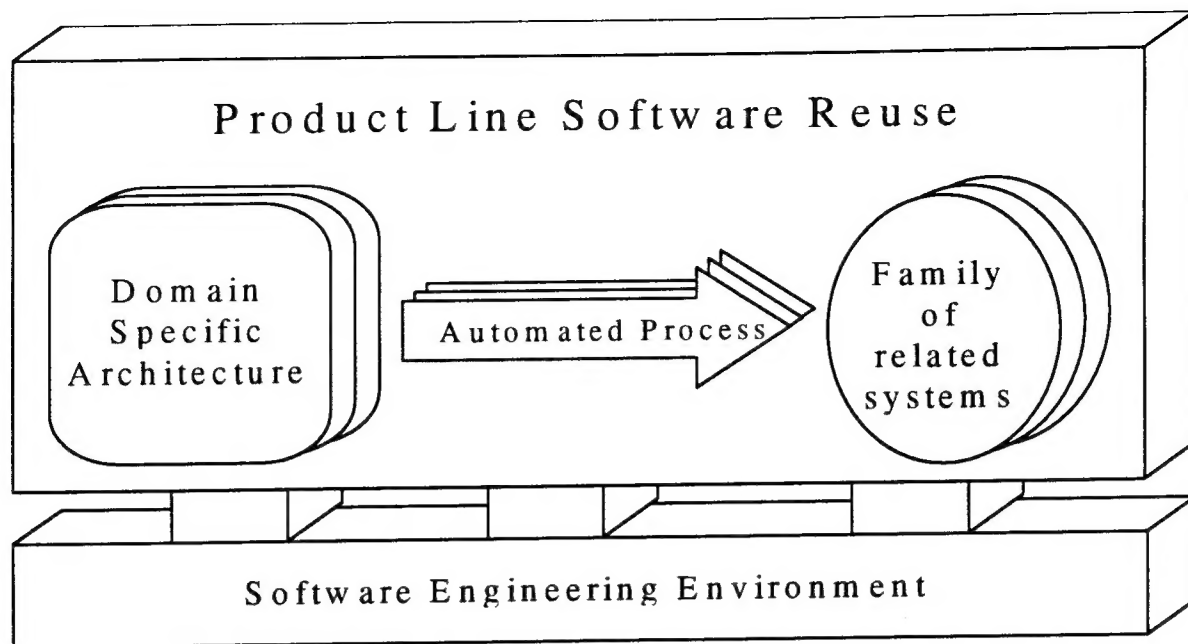 Product Line Software Reuse
Domain
Specific
Architecture
Automated Process
Family
of
related
systems
Software Engineering Environment